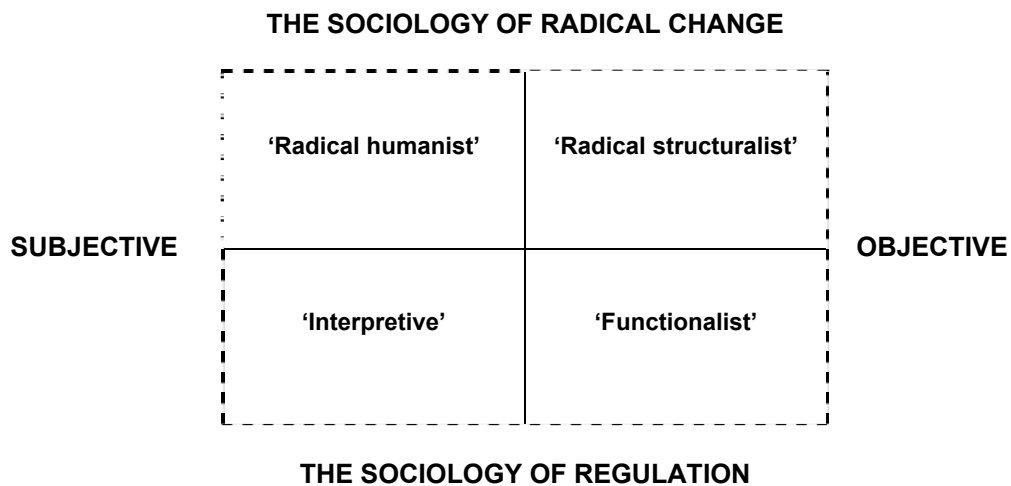 THE SOCIOLOGY OF RADICAL CHANGE
‘Radical humanist’ ‘Radical structuralist’
SUBJECTIVE OBJECTIVE
‘Interpretive’ ‘Functionalist’
THE SOCIOLOGY OF REGULATION